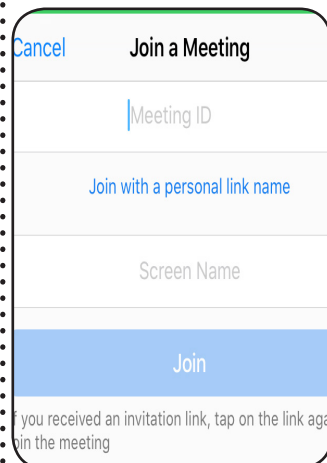 Cancel Join a Meeting
Meeting ID
Join with a personal link name
Screen Name
Join
f you received an invitation link, tap on the link aga
oin the meeting